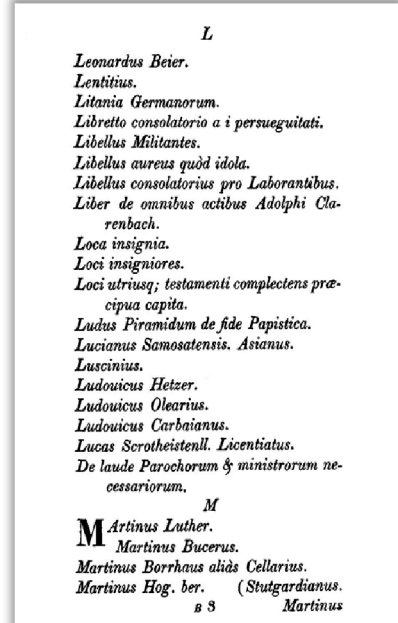 L
Leonardus Beier.
Lentitius.
Litania Germanorum.
Libretto consolatorio a i persueguitati.
Libellus Militantes.
Libellus aureus quòd idola.
Libellus consolatorius pro Laborantibus.
Liber de omnibus actibus Adolphi Cla-
renbach.
Loca insignia.
Loci insigniores.
Loci utriusq; testamenti complectens præ-
cipua capita.
Ludus Piramidum de fide Papistica.
Lucianus Samosatensis. Asianus.
Luscinius.
Ludouicus Hetzer.
Ludouicus Olearius.
Ludouicus Carbaianus.
Lucas Scrotheistenll. Licentiatus.
De laude Parochorum & ministrorum ne-
cessariorum.
M
MArtinus Luther.
Martinus Bucerus.
Martinus Borrhaus aliàs Cellarius.
Martinus Hog. ber. (Stutgardianus.
B 3 Martinus